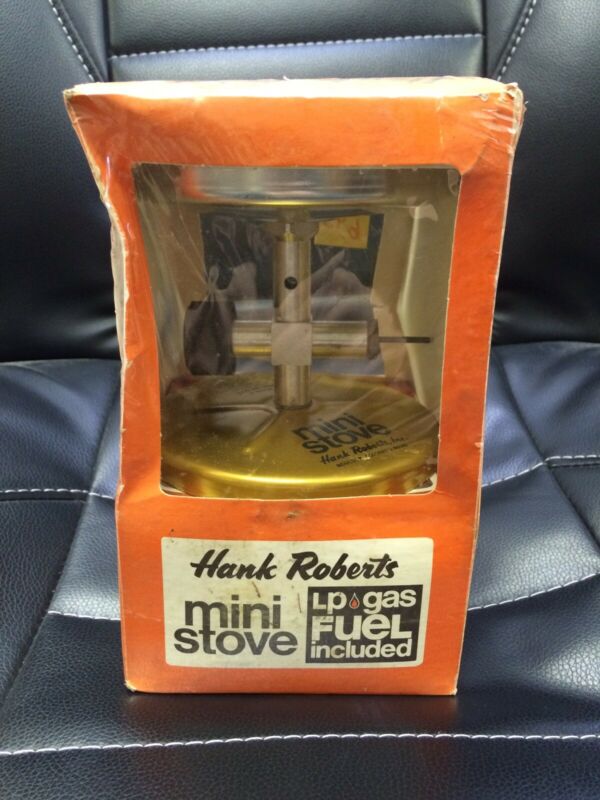 mini
stove
Hank Roberts, Inc.
Hank Roberts
mini
stove
LP gas
FUEL
included